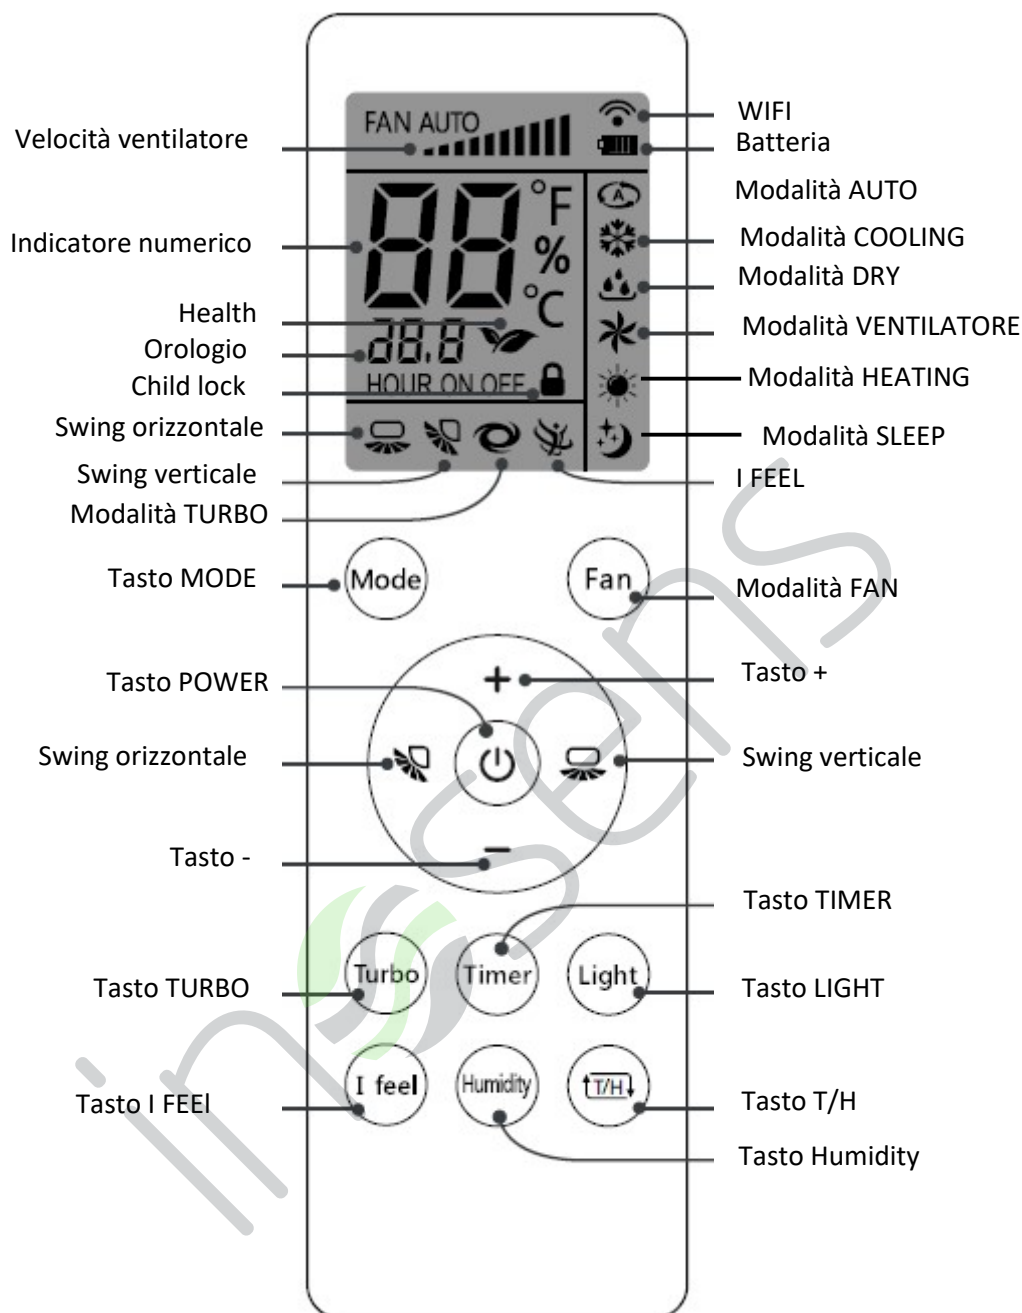 FAN AUTO
WIFI
Velocità ventilatore
Batteria
Modalità AUTO
88 °F
Indicatore numerico
%
Modalità COOLING
Modalità DRY
°C
Health
Modalità VENTILATORE
Orologio
d8.8
Child lock
HOUR ON OFF
Modalità HEATING
Swing orizzontale
Modalità SLEEP
Swing verticale
I FEEL
Modalità TURBO
Tasto MODE
Mode
Fan
Modalità FAN
Tasto POWER
+
Tasto +
Swing orizzontale
Swing verticale
Tasto -
-
Tasto TIMER
Tasto TURBO
Turbo
Timer
Light
Tasto LIGHT
Tasto I FEEl
I feel
Humidity
T/H
Tasto T/H
Tasto Humidity
inssens